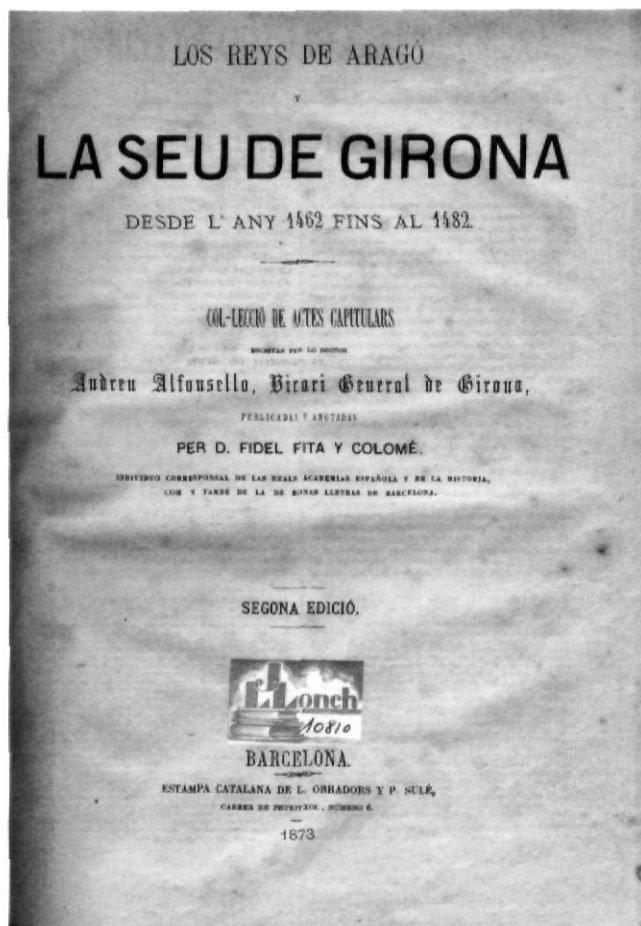 LOS REYS DE ARAGÓ
Y
LA SEU DE GIRONA
DESDE L' ANY 1462 FINS AL 1482
COL-LECCIÓ DE ACTES CAPITULARS
ESCRITAS PER LO DOCTOR
Andreu Alfonsello, Vicari General de Girona,
PUBLICADAS Y ANOTADAS
PER D. FIDEL FITA Y COLOMÉ.
INDIVIDUO CORRESPONSAL DE LAS REALS ACADEMIAS ESPAÑOLA Y DE LA HISTORIA,
COM Y TAMBE DE LA DE BONAS LLETRAS DE BARCELONA.
SEGONA EDICIÓ.
Llonch
10810
BARCELONA.
ESTAMPA CATALANA DE L. OBRADORS Y P. SULÉ,
CARRER DE PETRITXOL, NÚMERO 6.
1873